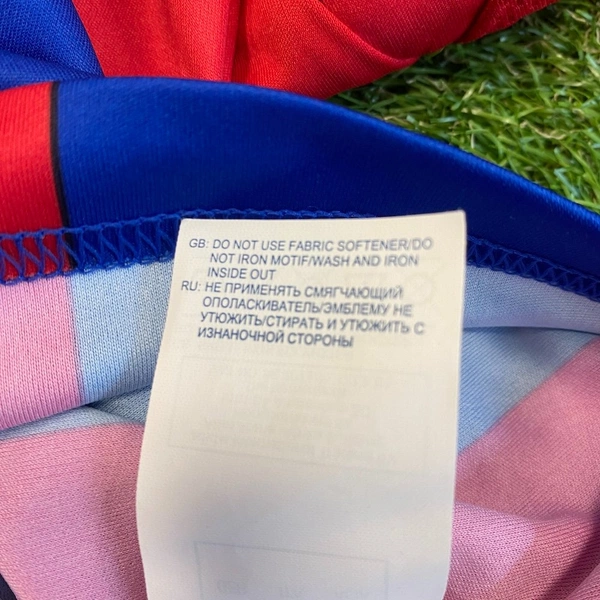 GB: DO NOT USE FABRIC SOFTENER/DO
NOT IRON MOTIF/WASH AND IRON
INSIDE OUT
RU: НЕ ПРИМЕНЯТЬ СМЯГЧАЮЩИЙ
ОПОЛАСКИВАТЕЛЬ/ЭМБЛЕМУ НЕ
УТЮЖИТЬ/СТИРАТЬ И УТЮЖИТЬ С
ИЗНАНОЧНОЙ СТОРОНЫ